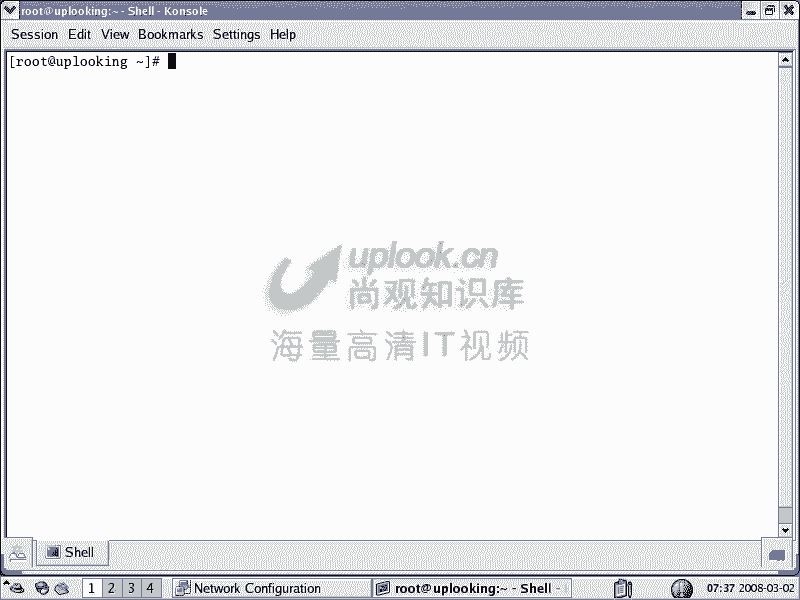 root@uplooking:~ - Shell - Konsole
Session Edit View Bookmarks Settings Help
[root@uplooking ~]#
uplook.cn
尚观知识库
海量高清IT视频
Shell
1 2 3 4 Network Configuration root@uplooking:~ - Shell - 07:37 2008-03-02